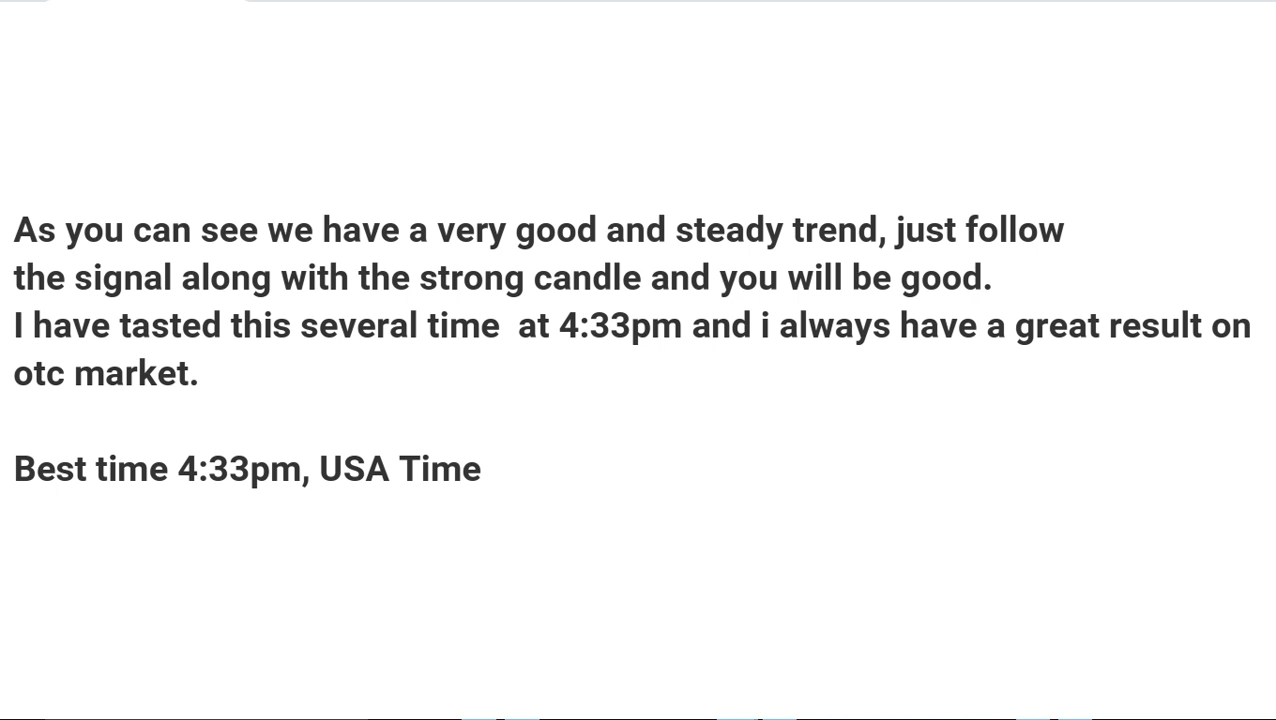 As you can see we have a very good and steady trend, just follow
the signal along with the strong candle and you will be good.
I have tasted this several time  at 4:33pm and i always have a great result on
otc market.
Best time 4:33pm, USA Time